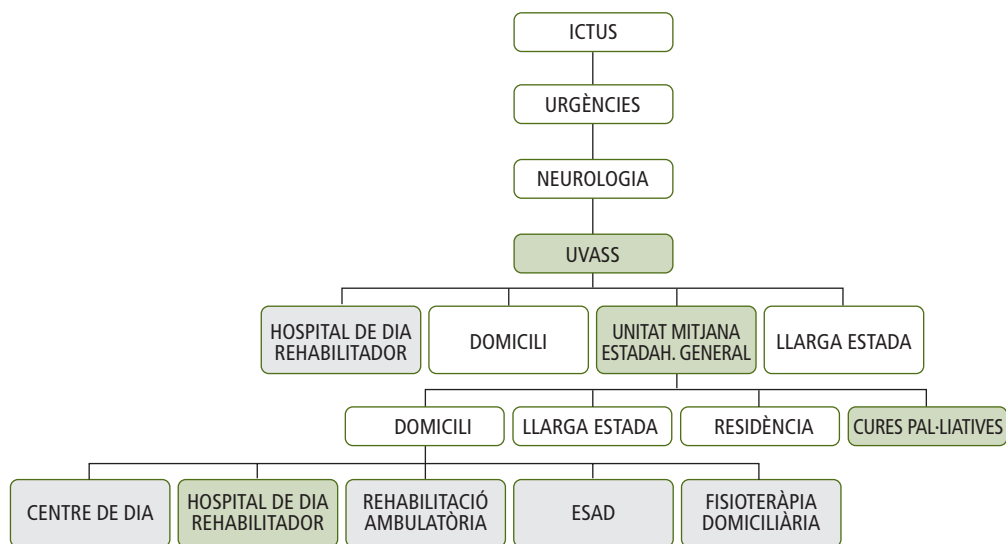 ICTUS
URGÈNCIES
NEUROLOGIA
UVASS
HOSPITAL DE DIA
REHABILITADOR
DOMICILI
UNITAT MITJANA
ESTADAH. GENERAL
LLARGA ESTADA
DOMICILI
LLARGA ESTADA
RESIDÈNCIA
CURES PAL·LIATIVES
CENTRE DE DIA
HOSPITAL DE DIA
REHABILITADOR
REHABILITACIÓ
AMBULATÒRIA
ESAD
FISIOTERÀPIA
DOMICILIÀRIA